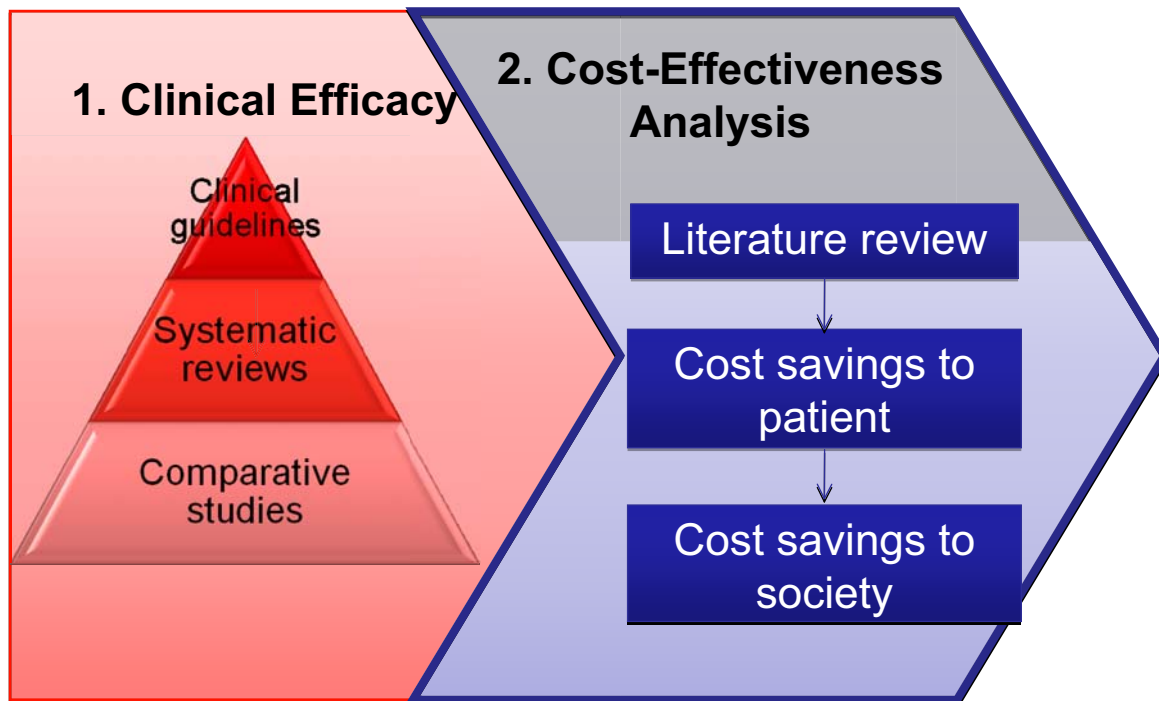 1. Clinical Efficacy
Clinical
guidelines
Systematic
reviews
Comparative
studies
2. Cost-Effectiveness
Analysis
Literature review
Cost savings to
patient
Cost savings to
society